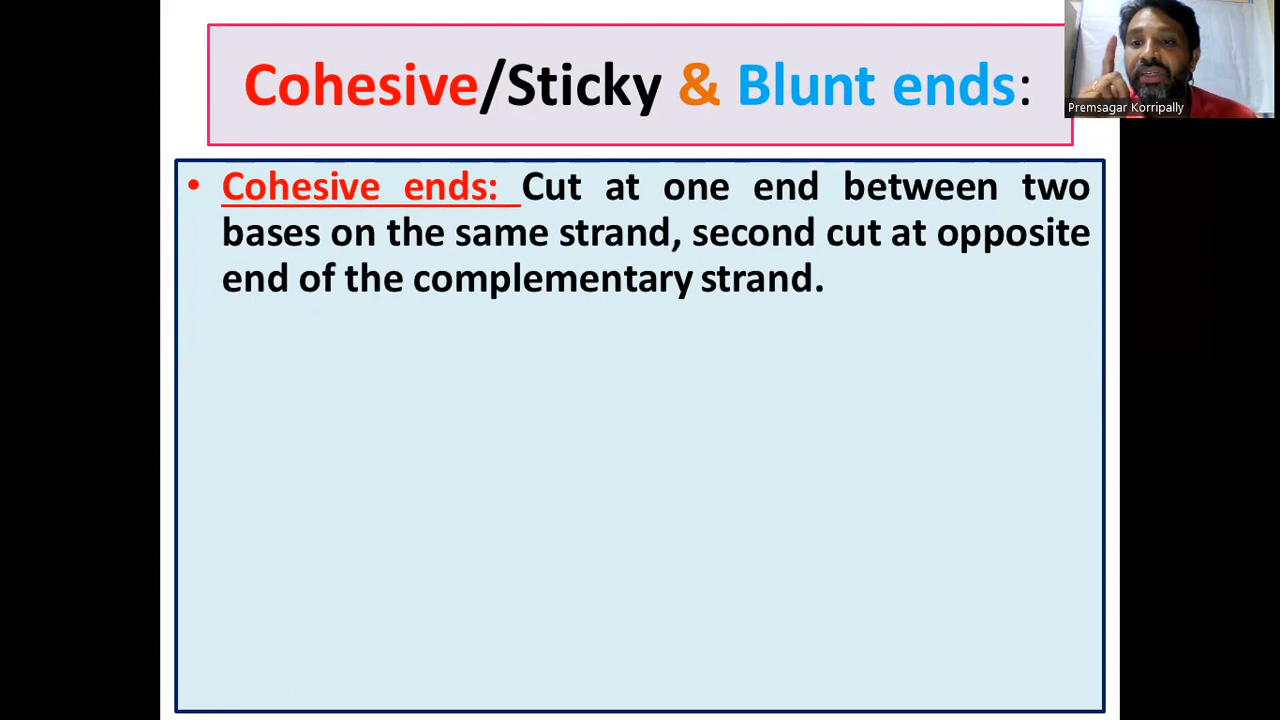 Cohesive/Sticky & Blunt ends:
Premsagar Korripally
• Cohesive ends: Cut at one end between two
bases on the same strand, second cut at opposite
end of the complementary strand.